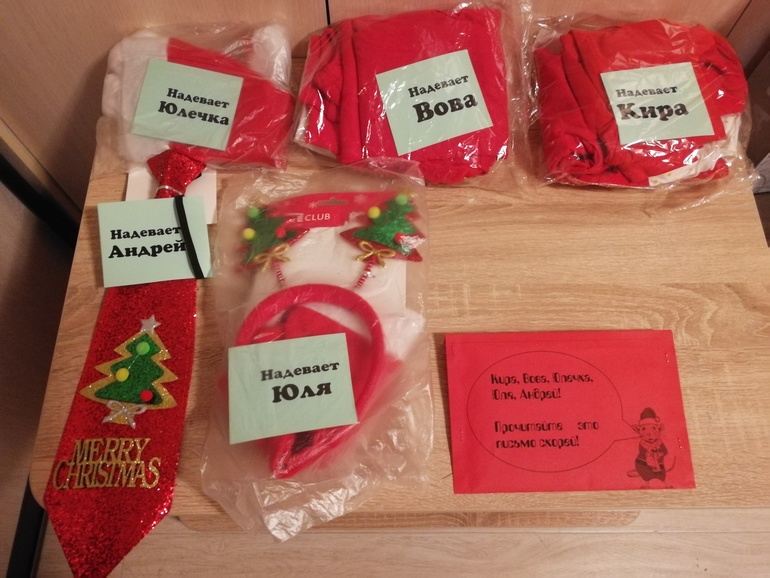 Надевает
Юлечка
Надевает
Вова
Надевает
Кира
Надевает
Андрей
CLUB
Надевает
Юля
MERRY
CHRISTMAS
Кира, Вова, Юлечка,
Юля, Андрей!
Прочитайте это
письмо скорей!